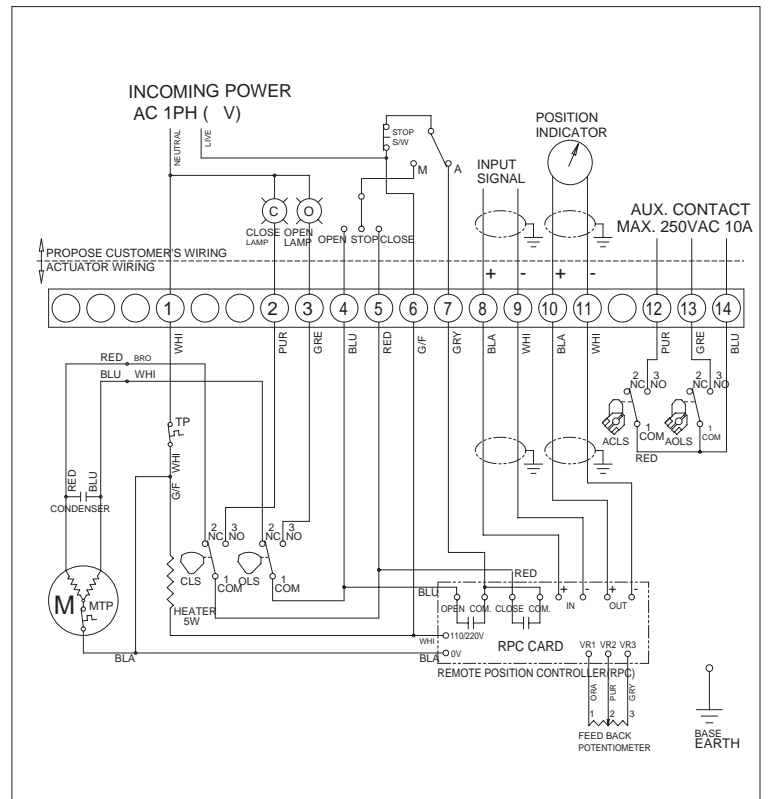 INCOMING POWER
AC 1PH ( V)
NEUTRAL
LIVE
STOP
S/W
M
A
INPUT
SIGNAL
POSITION
INDICATOR
AUX. CONTACT
MAX. 250VAC 10A
C
O
CLOSE
LAMP
OPEN
LAMP
OPEN STOP CLOSE
PROPOSE CUSTOMER'S WIRING
ACTUATOR WIRING
+ - + -
1 2 3 4 5 6 7 8 9 10 11 12 13 14
WHI PUR GRE BLU RED G/F GRY BLA WHI BLA WHI PUR GRE BLU
RED BRO
BLU WHI
TP
WHI
G/F
RED
BLU
CONDENSER
M
MTP
HEATER
5W
2 3
NC NO
1
COM
CLS
2 3
NC NO
1
COM
OLS
2 3
NC NO
1
COM
ACLS
2 3
NC NO
1
COM
AOLS
RED
RED
BLU
OPEN COM. CLOSE COM.
+ - IN
+ - OUT
WHI
110/220V
RPC CARD
VR1 VR2 VR3
BLA
BLA
0V
REMOTE POSITION CONTROLLER(RPC)
ORA PUR GRY
1 2 3
FEED BACK
POTENTIOMETER
BASE
EARTH